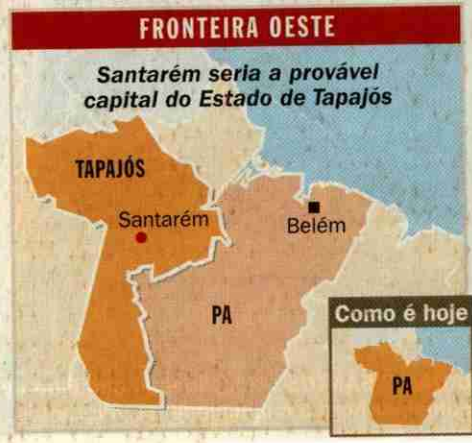 FRONTEIRA OESTE
Santarém seria a provável
capital do Estado de Tapajós
TAPAJÓS
Santarém
Belém
PA
Como é hoje
PA